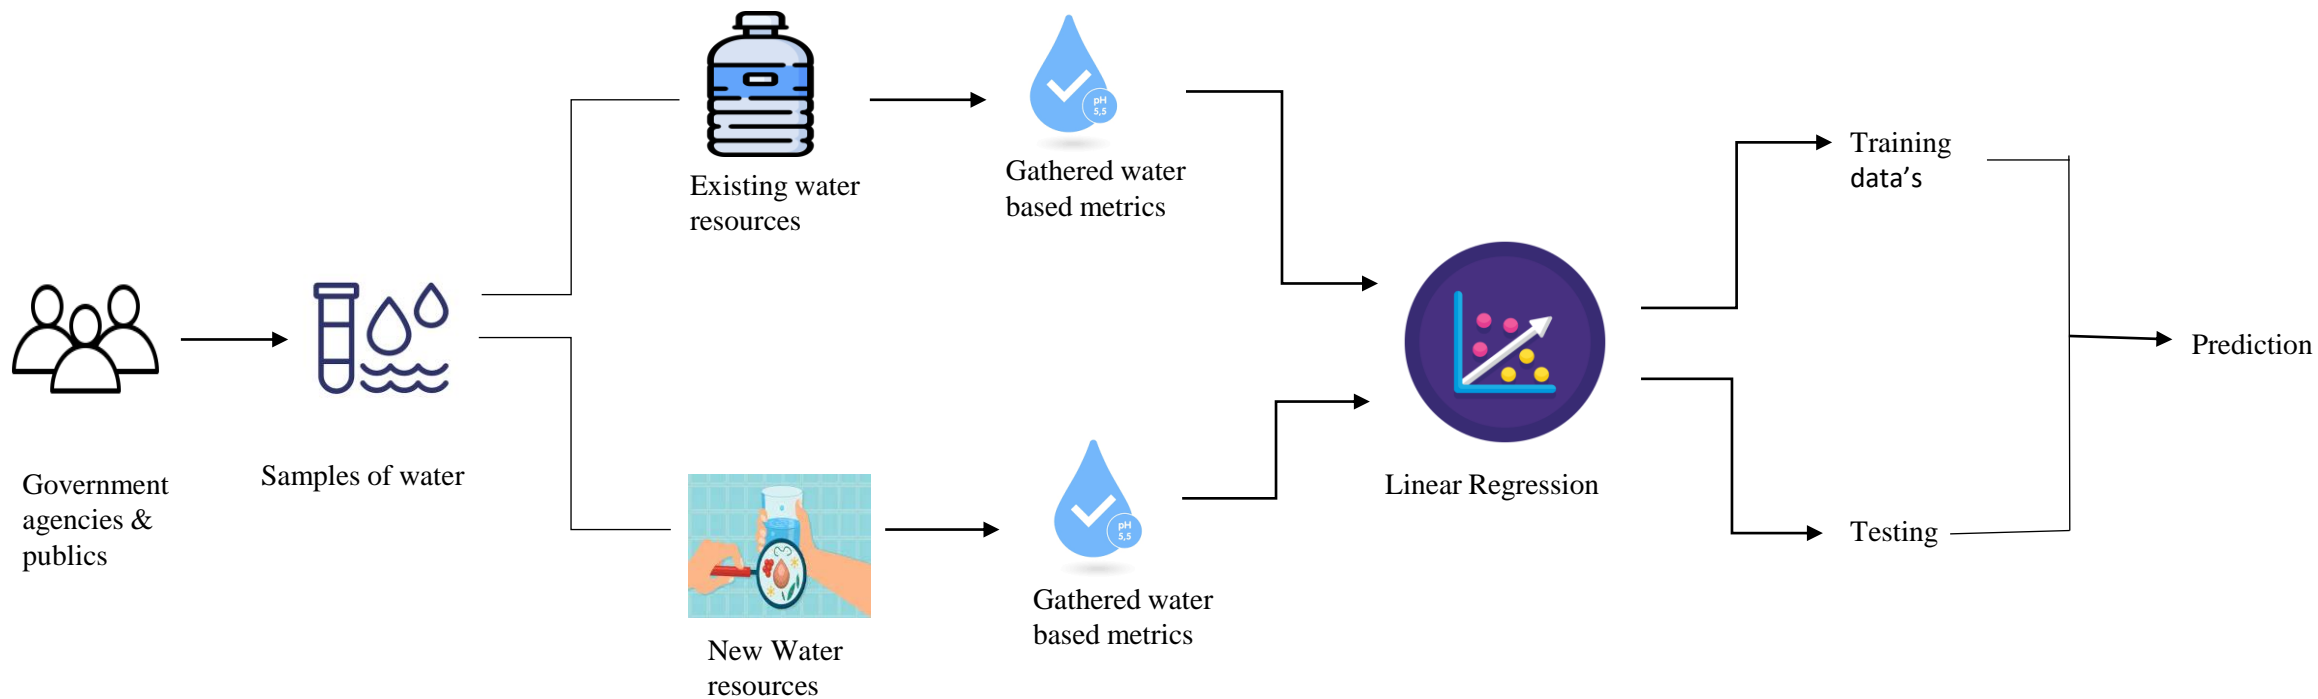 Government
agencies &
publics
Samples of water
Existing water
resources
pH
5,5
Gathered water
based metrics
New Water
resources
pH
5,5
Gathered water
based metrics
Linear Regression
Training
data's
Testing
Prediction